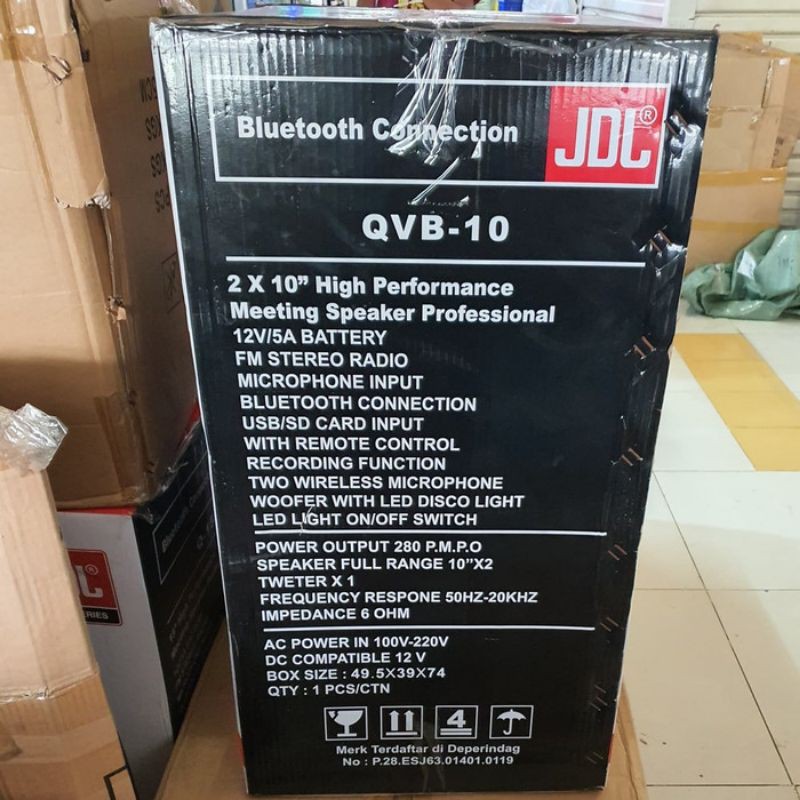 Bluetooth Connection
JDL®
QVB-10
2 X 10” High Performance
Meeting Speaker Professional
12V/5A BATTERY
FM STEREO RADIO
MICROPHONE INPUT
BLUETOOTH CONNECTION
USB/SD CARD INPUT
WITH REMOTE CONTROL
RECORDING FUNCTION
TWO WIRELESS MICROPHONE
WOOFER WITH LED DISCO LIGHT
LED LIGHT ON/OFF SWITCH
POWER OUTPUT 280 P.M.P.O
SPEAKER FULL RANGE 10”X2
TWETER X 1
FREQUENCY RESPONE 50HZ-20KHZ
IMPEDANCE 6 OHM
AC POWER IN 100V-220V
DC COMPATIBLE 12 V
BOX SIZE : 49.5X39X74
QTY : 1 PCS/CTN
4
Merk Terdaftar di Deperindag
No : P.28.ESJ63.01401.0119
Bluetooth